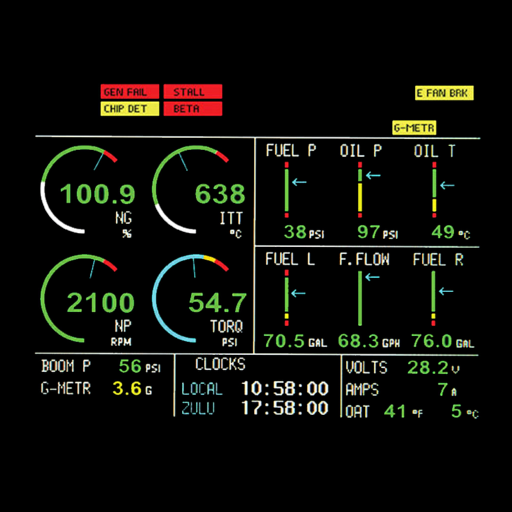 GEN FAIL STALL E FAN BRK
CHIP DET BETA
G-METR
FUEL P OIL P OIL T
100.9 638
NG ITT
% °C
38 PSI 97 PSI 49 °C
FUEL L F.FLOW FUEL R
2100 54.7
NP TORQ
RPM PSI
70.5 GAL 68.3 GPH 76.0 GAL
BOOM P 56 PSI CLOCKS VOLTS 28.2 V
G-METR 3.6 G LOCAL 10:58:00 AMPS 7 A
ZULU 17:58:00 OAT 41 °F 5 °C